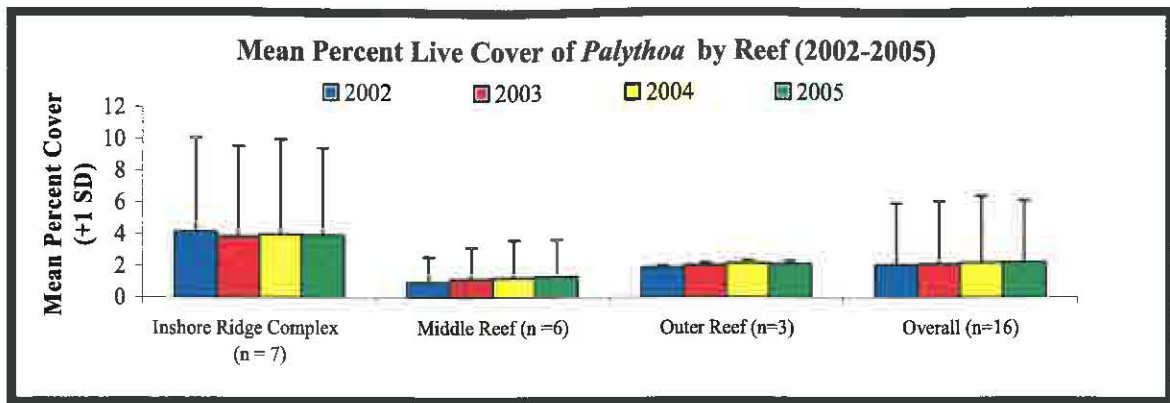 Mean Percent Live Cover of Palythoa by Reef (2002-2005)
2002 2003 2004 2005
Mean Percent Cover
(+1 SD)
12
10
8
6
4
2
0
Inshore Ridge Complex
(n = 7)
Middle Reef (n =6)
Outer Reef (n=3)
Overall (n=16)